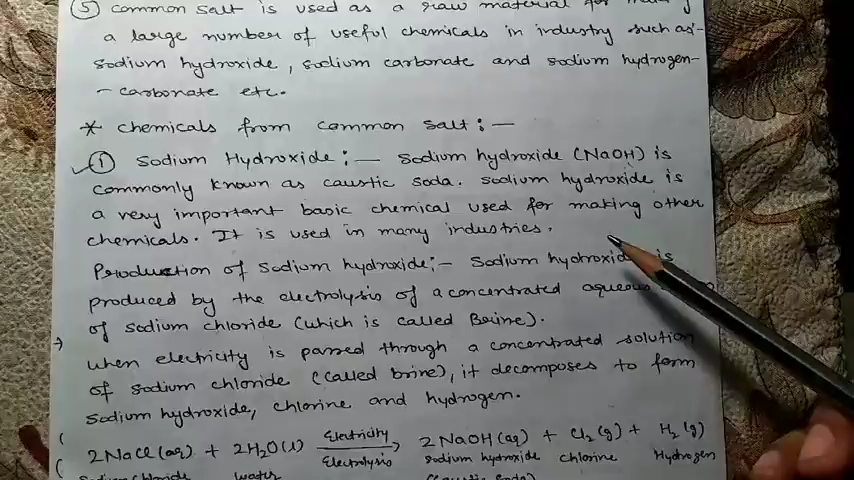 ⑤ common salt is used as a raw material for
a large number of useful chemicals in industry such as:-
sodium hydroxide, sodium carbonate and sodium hydrogen-
- carbonate etc.
* chemicals from common salt: —
✓① Sodium Hydroxide: — Sodium hydroxide (NaOH) is
commonly known as caustic soda. sodium hydroxide is
a very important basic chemical used for making other
chemicals. It is used in many industries.
Production of Sodium hydroxide:- Sodium hydroxide is
produced by the electrolysis of a concentrated aqueous
of sodium chloride (which is called Brine).
→ when electricity is passed through a concentrated solution
of sodium chloride (called brine), it decomposes to form
Sodium hydroxide, chlorine and hydrogen.
2NaCl(aq) + 2H₂O(l) Electricity → Electrolysis 2NaOH(aq) + Cl₂(g) + H₂(g)
Sodium chloride water sodium hydroxide chlorine Hydrogen
(caustic soda)